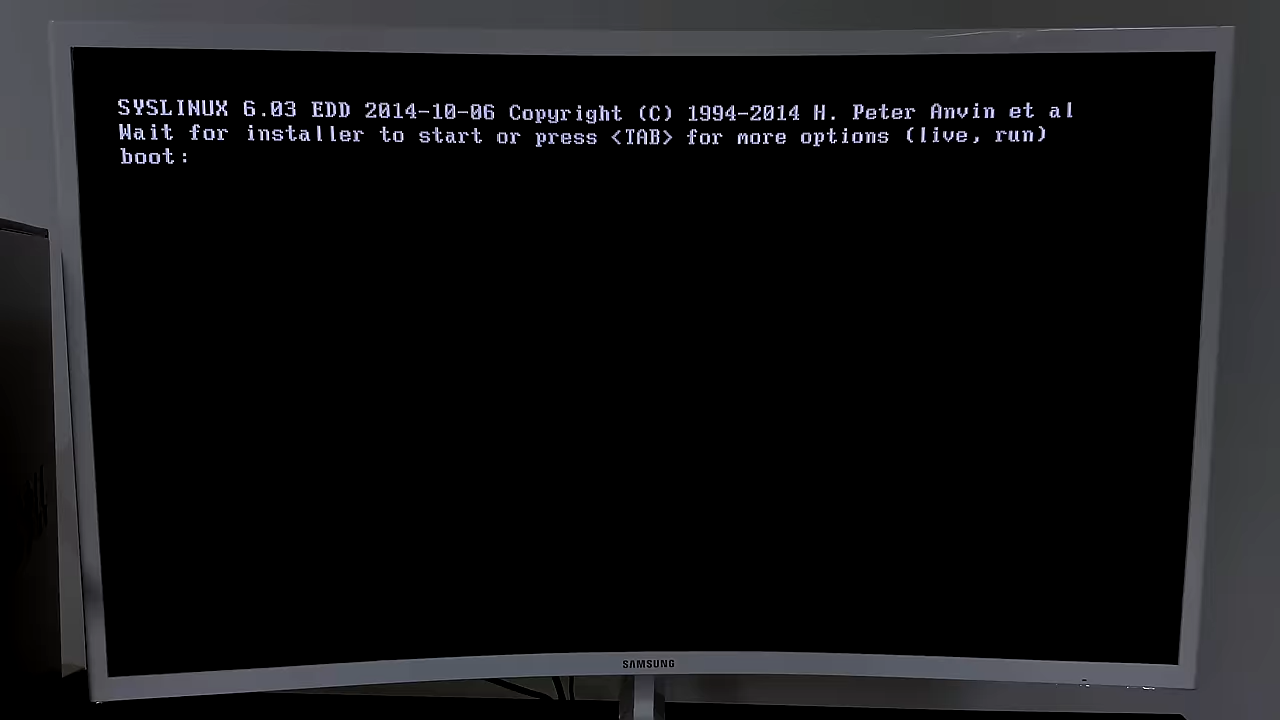 SYSLINUX 6.03 EDD 2014-10-06 Copyright (C) 1994-2014 H. Peter Anvin et al
Wait for installer to start or press <TAB> for more options (live, run)
boot:
SAMSUNG